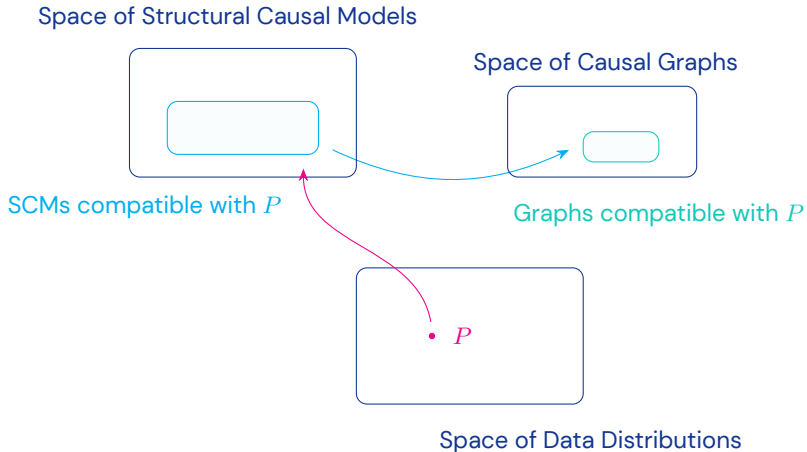 Space of Structural Causal Models
Space of Causal Graphs
SCMs compatible with P
Graphs compatible with P
P
Space of Data Distributions